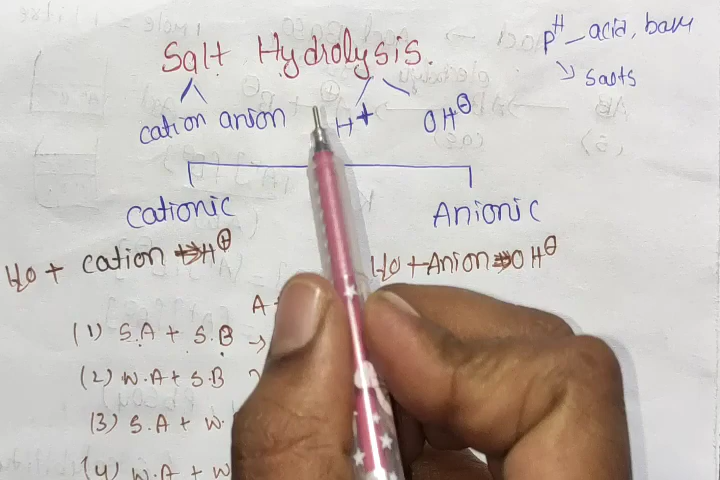 Salt Hydrolysis.
pH - acid, base
salts
cation anion H+ OH⊖
Cationic Anionic
H2O + cation → H⊕ H2O + Anion → OH⊖
(1) S.A + S.B →
(2) W.A + S.B
(3) S.A + W.
(4) W.A + W